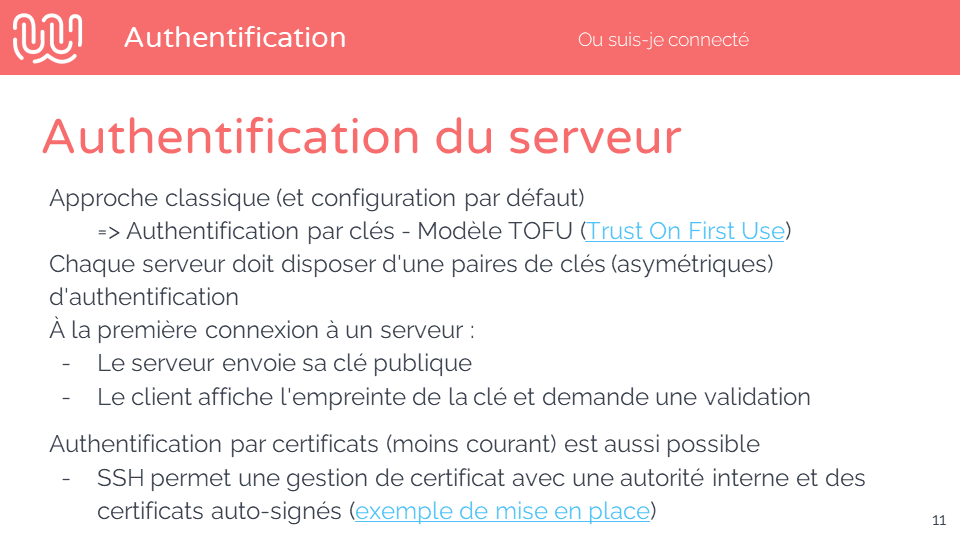 Authentification
Ou suis-je connecté
Authentification du serveur
Approche classique (et configuration par défaut)
=> Authentification par clés - Modèle TOFU (Trust On First Use)
Chaque serveur doit disposer d'une paires de clés (asymétriques)
d'authentification
À la première connexion à un serveur :
- Le serveur envoie sa clé publique
- Le client affiche l'empreinte de la clé et demande une validation
Authentification par certificats (moins courant) est aussi possible
- SSH permet une gestion de certificat avec une autorité interne et des
certificats auto-signés (exemple de mise en place)
11